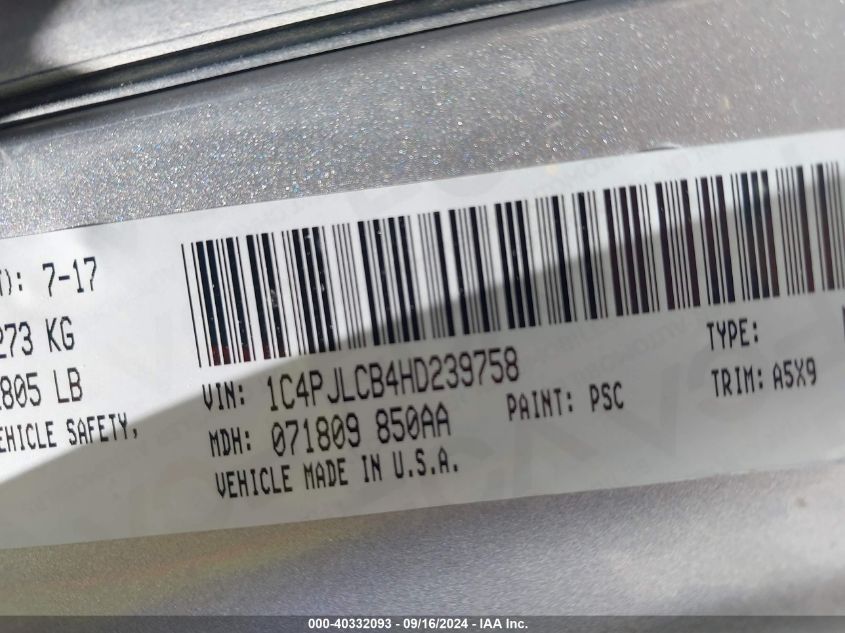 T): 7-17
273 KG
1805 LB
EHICLE SAFETY,
VIN: 1C4PJLCB4HD239758
TYPE:
MDH: 071809 850AA
PAINT: PSC
TRIM: A5X9
VEHICLE MADE IN U.S.A.
000-40332093 - 09/16/2024 - IAA Inc.